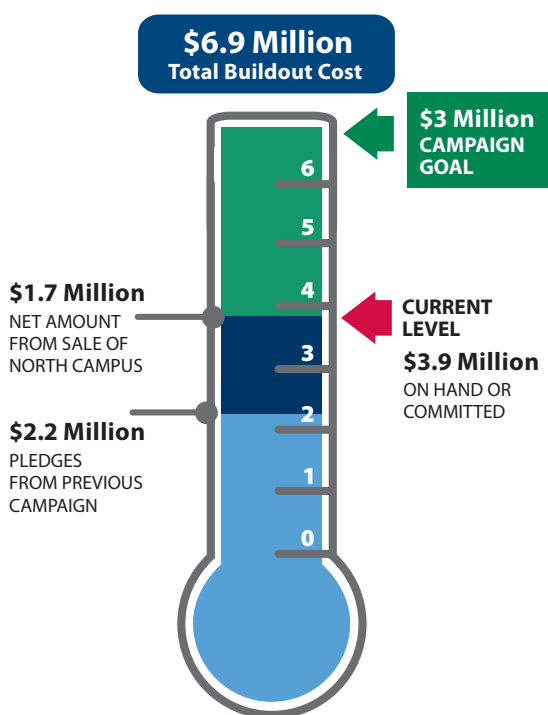 $6.9 Million
Total Buildout Cost
$3 Million
CAMPAIGN
GOAL
6
5
4
3
2
1
0
$1.7 Million
NET AMOUNT
FROM SALE OF
NORTH CAMPUS
CURRENT
LEVEL
$3.9 Million
ON HAND OR
COMMITTED
$2.2 Million
PLEDGES
FROM PREVIOUS
CAMPAIGN